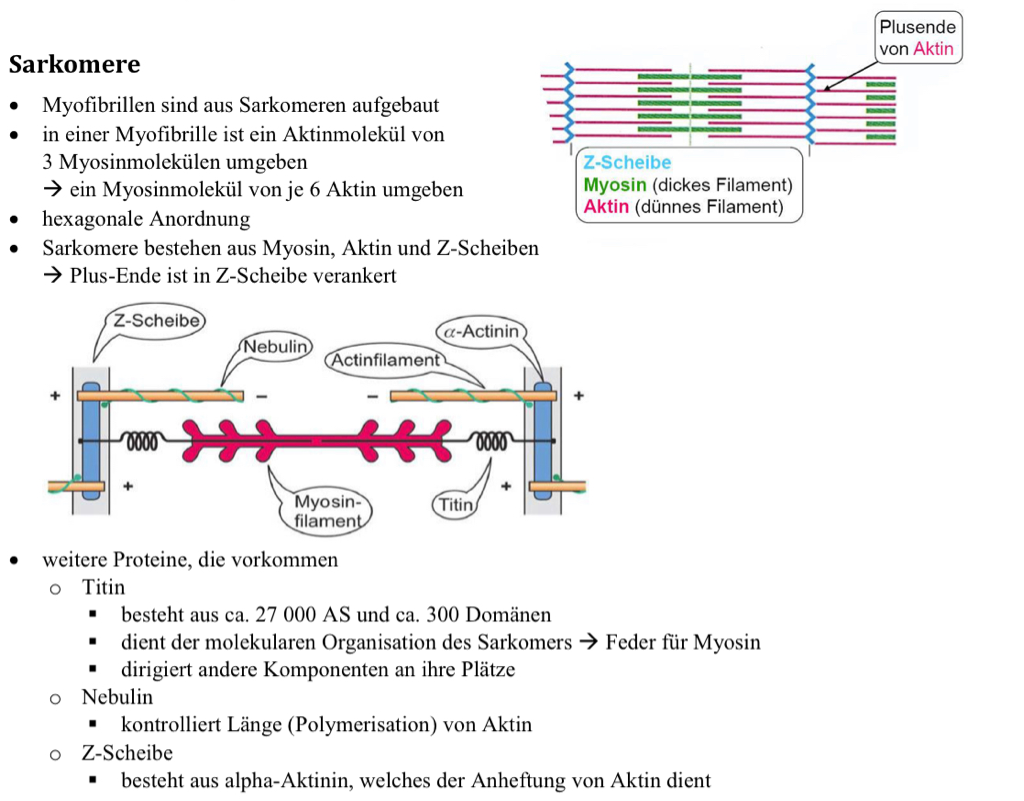 Sarkomere
• Myofibrillen sind aus Sarkomeren aufgebaut
• in einer Myofibrille ist ein Aktinmolekül von
3 Myosinmolekülen umgeben
→ ein Myosinmolekül von je 6 Aktin umgeben
• hexagonale Anordnung
• Sarkomere bestehen aus Myosin, Aktin und Z-Scheiben
→ Plus-Ende ist in Z-Scheibe verankert
Plusende
von Aktin
Z-Scheibe
Myosin (dickes Filament)
Aktin (dünnes Filament)
Z-Scheibe
Nebulin
Actinfilament
α-Actinin
+
–
–
+
+
+
Myosin-
filament
Titin
• weitere Proteine, die vorkommen
o Titin
▪ besteht aus ca. 27 000 AS und ca. 300 Domänen
▪ dient der molekularen Organisation des Sarkomers → Feder für Myosin
▪ dirigiert andere Komponenten an ihre Plätze
o Nebulin
▪ kontrolliert Länge (Polymerisation) von Aktin
o Z-Scheibe
▪ besteht aus alpha-Aktinin, welches der Anheftung von Aktin dient